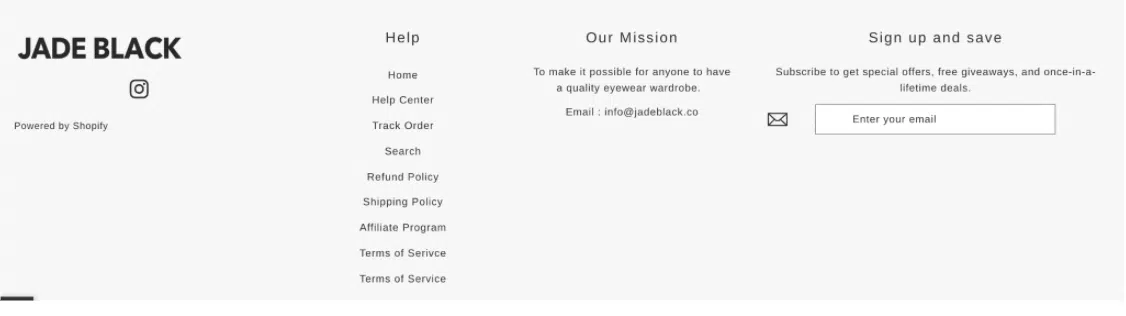 JADE BLACK
Powered by Shopify
Help
Home
Help Center
Track Order
Search
Refund Policy
Shipping Policy
Affiliate Program
Terms of Serivce
Terms of Service
Our Mission
To make it possible for anyone to have
a quality eyewear wardrobe.
Email : info@jadeblack.co
Sign up and save
Subscribe to get special offers, free giveaways, and once-in-a-
lifetime deals.
Enter your email